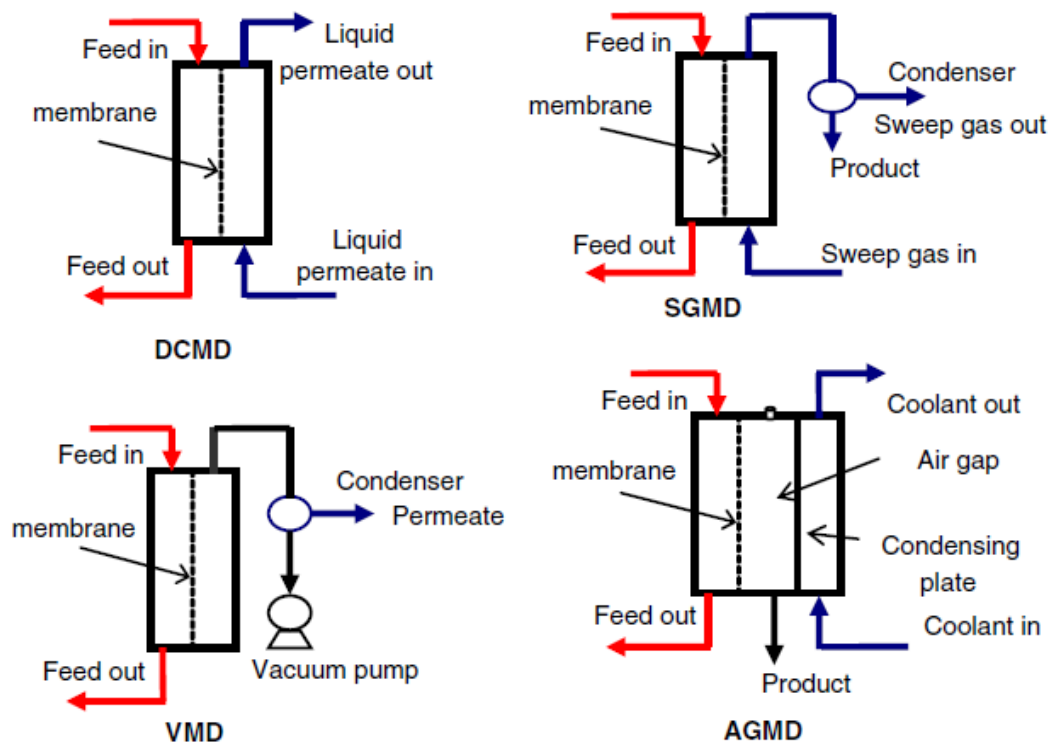 Feed in
Liquid
permeate out
membrane
Feed out
Liquid
permeate in
DCMD
Feed in
Condenser
membrane
Sweep gas out
Product
Feed out
Sweep gas in
SGMD
Feed in
Condenser
Permeate
membrane
Feed out
Vacuum pump
VMD
Feed in
Coolant out
Air gap
membrane
Condensing
plate
Feed out
Coolant in
Product
AGMD